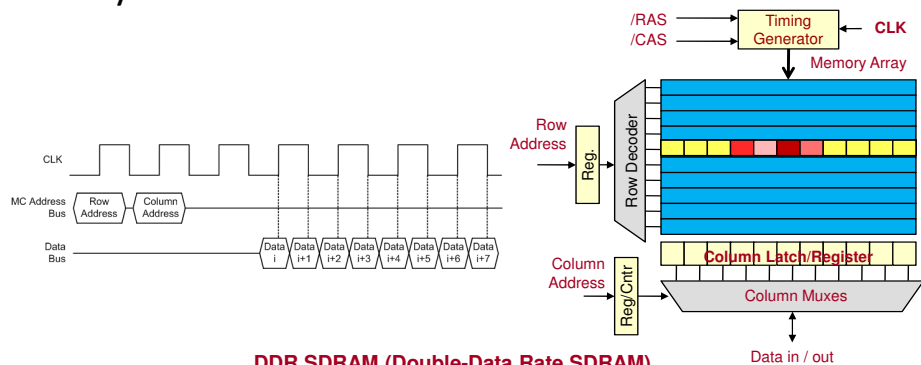 /RAS
/CAS
Timing
Generator
CLK
Memory Array
Row
Address
Reg.
Row Decoder
CLK
MC Address
Bus
Row
Address
Column
Address
Data
Bus
Data
i
Data
i+1
Data
i+2
Data
i+3
Data
i+4
Data
i+5
Data
i+6
Data
i+7
Column Latch/Register
Column
Address
Reg/Cntr
Column Muxes
Data in / out
DDR SDRAM (Double-Data Rate SDRAM)